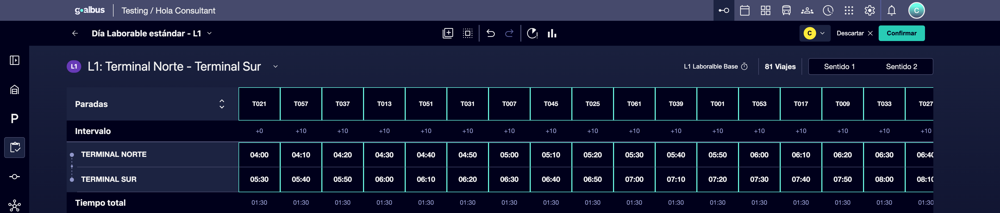 goalbus
Testing / Hola Consultant
C
Día Laborable estándar - L1
C
Descartar
Confirmar
L1
L1: Terminal Norte - Terminal Sur
L1 Laboralble Base
81 Viajes
Sentido 1
Sentido 2
Paradas T021 T057 T037 T013 T051 T031 T007 T045 T025 T061 T039 T001 T053 T017 T009 T033 T027
P
Intervalo +0 +10 +10 +10 +10 +10 +10 +10 +10 +10 +10 +10 +10 +10 +10 +10 +10
TERMINAL NORTE 04:00 04:10 04:20 04:30 04:40 04:50 05:00 05:10 05:20 05:30 05:40 05:50 06:00 06:10 06:20 06:30 06:40
TERMINAL SUR 05:30 05:40 05:50 06:00 06:10 06:20 06:30 06:40 06:50 07:00 07:10 07:20 07:30 07:40 07:50 08:00 08:10
Tiempo total 01:30 01:30 01:30 01:30 01:30 01:30 01:30 01:30 01:30 01:30 01:30 01:30 01:30 01:30 01:30 01:30 01:30